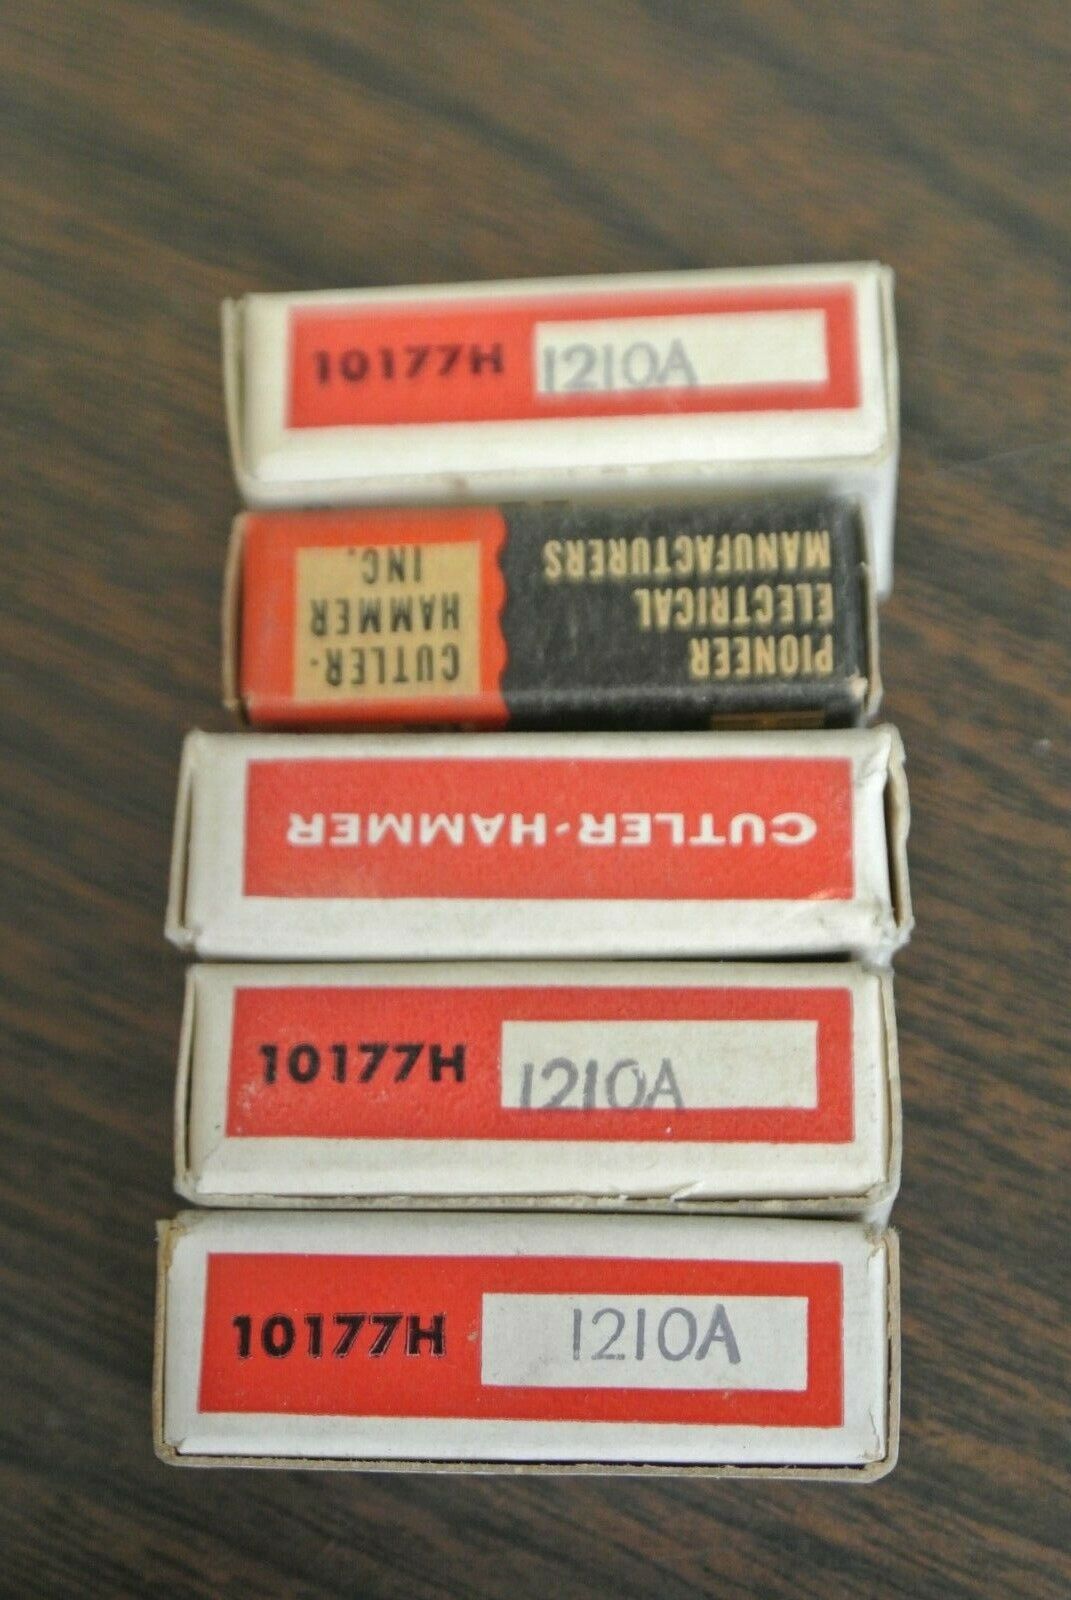 10177H 1210A
CUTLER-
HAMMER
INC.
PIONEER
ELECTRICAL
MANUFACTURERS
CUTLER-HAMMER
10177H 1210A
10177H 1210A